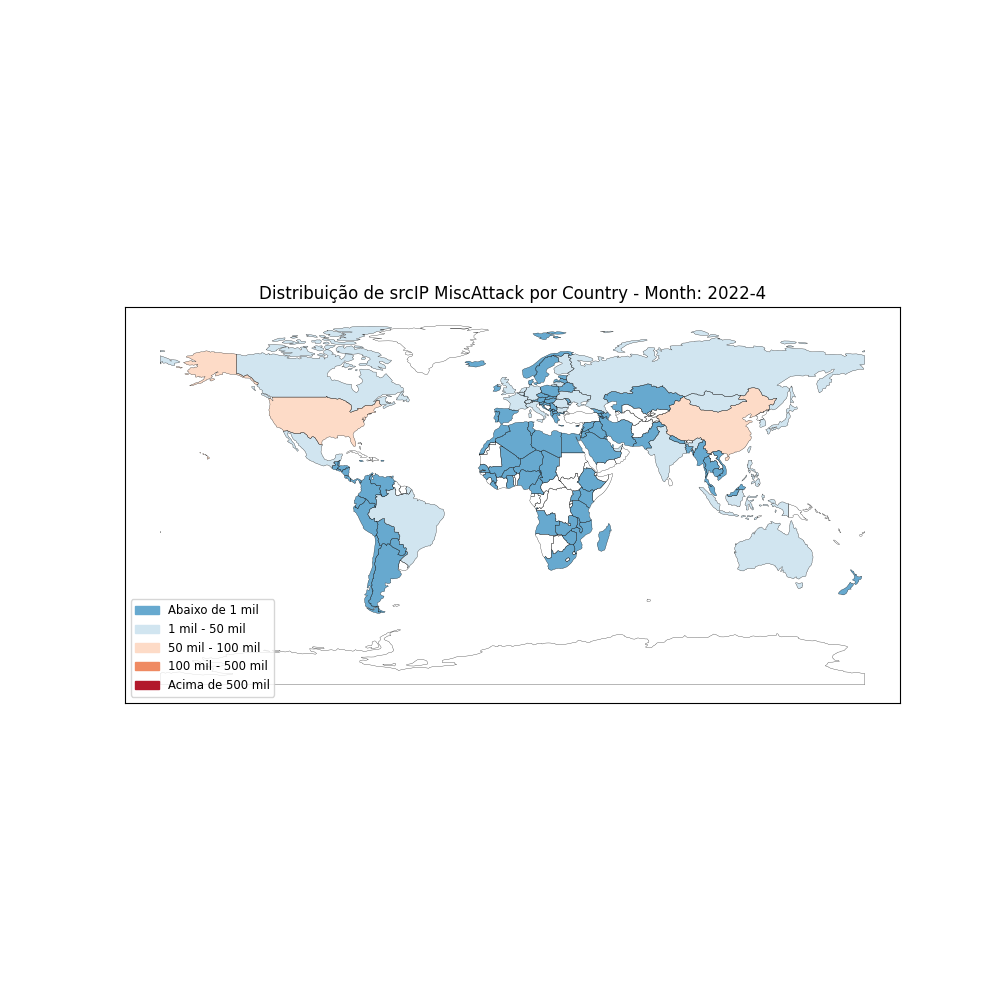 Distribuição de srcIP MiscAttack por Country - Month: 2022-4
Abaixo de 1 mil
1 mil - 50 mil
50 mil - 100 mil
100 mil - 500 mil
Acima de 500 mil